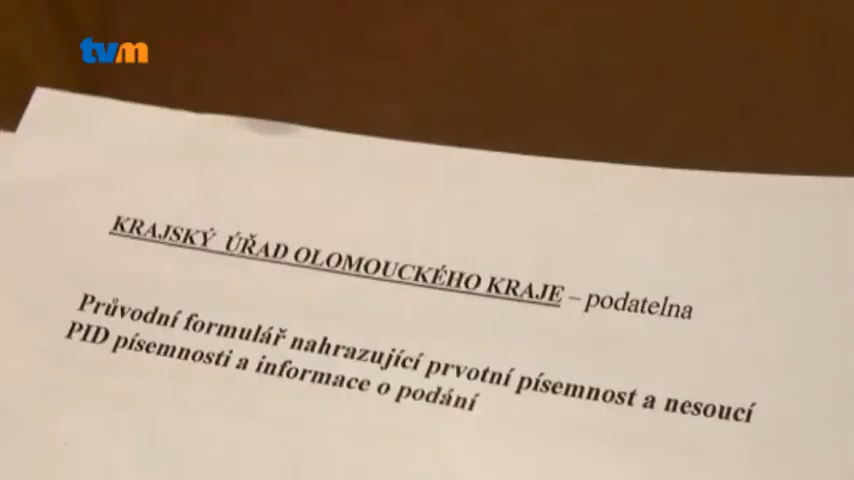 tvm
KRAJSKÝ ÚŘAD OLOMOUCKÉHO KRAJE – podatelna
Průvodní formulář nahrazující prvotní písemnost a nesoucí
PID písemnosti a informace o podání